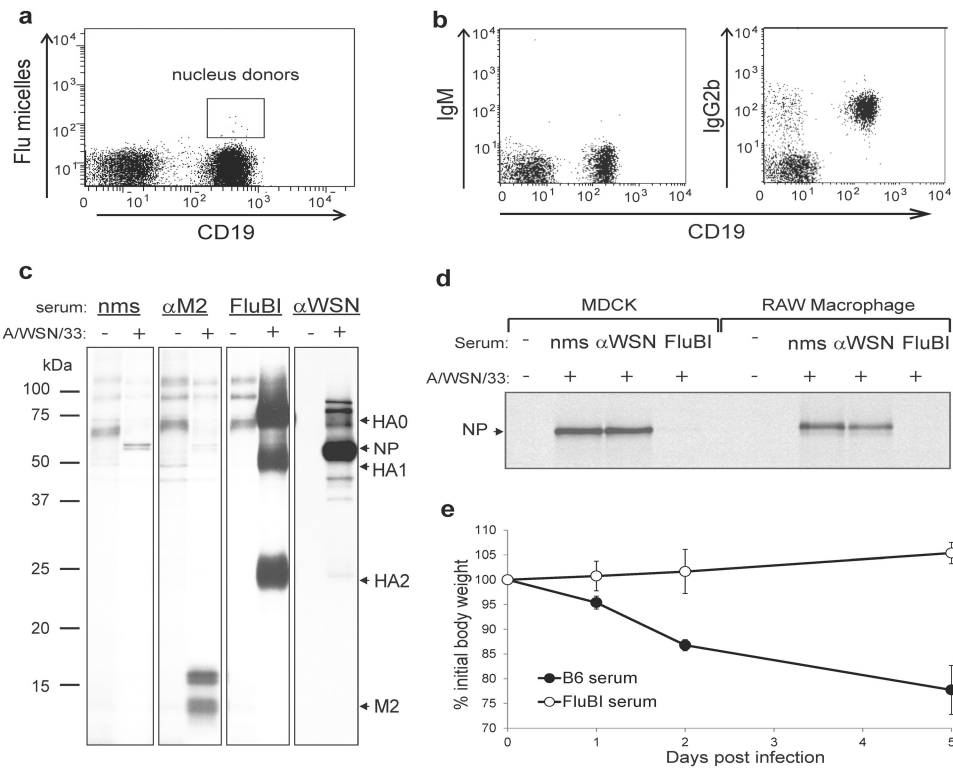 a
Flu micelles
10^4
10^3
10^2
10^1
nucleus donors
0 10^1 10^2 10^3 10^4
CD19
b
IgM
10^4
10^3
10^2
10^1
0 10^1 10^2 10^3 10^4
IgG2b
10^4
10^3
10^2
10^1
0 10^1 10^2 10^3 10^4
CD19
c
serum: nms αM2 FluBI αWSN
A/WSN/33: - + - + - + - +
kDa
100
75
50
37
25
20
15
HA0
NP
HA1
HA2
M2
d
MDCK RAW Macrophage
Serum: - nms αWSN FluBI - nms αWSN FluBI
A/WSN/33: - + + + - + + +
NP
e
% initial body weight
110
105
100
95
90
85
80
75
70
B6 serum
FluBI serum
0 1 2 3 4 5
Days post infection